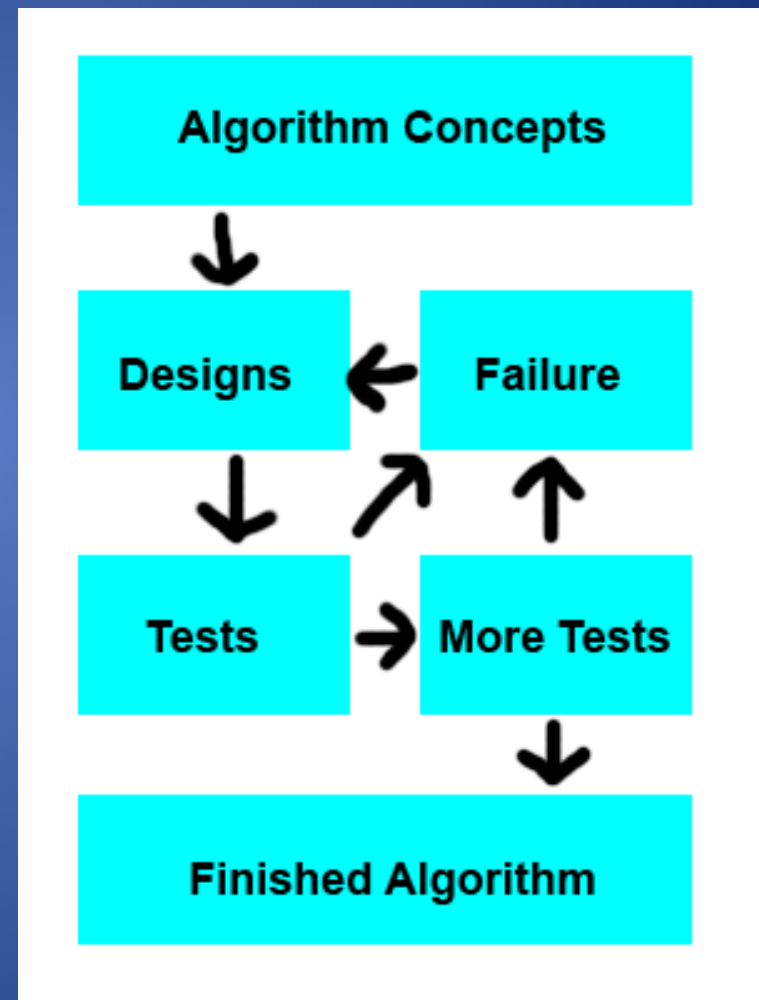 Algorithm Concepts
Designs
Failure
Tests
More Tests
Finished Algorithm